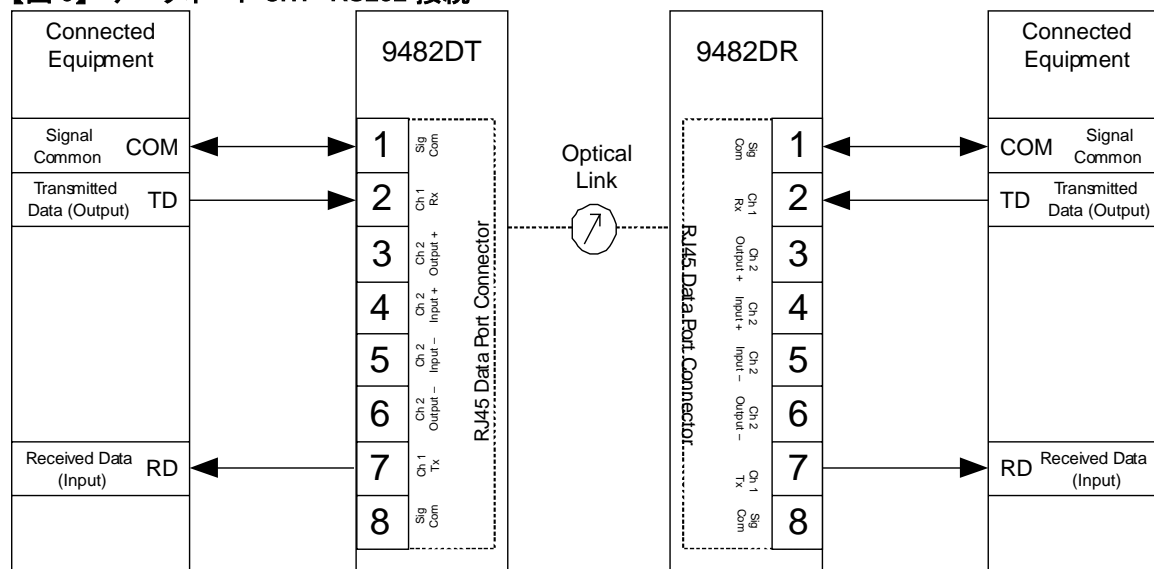 RS232 接続
Connected
Equipment
Signal
Common
COM
Transmitted
Data (Output)
TD
Received Data
(Input)
RD
9482DT
1
Sig
Com
2
Ch 1
Rx
3
Ch 2
Output +
4
Ch 2
Input +
5
Ch 2
Input –
6
Ch 2
Output –
7
Ch 1
Tx
8
Sig
Com
RJ45 Data Port Connector
Optical
Link
9482DR
RJ45 Data Port Connector
Sig
Com
1
Ch 1
Rx
2
Ch 2
Output +
3
Ch 2
Input +
4
Ch 2
Input –
5
Ch 2
Output –
6
Ch 1
Tx
7
Sig
Com
8
Connected
Equipment
COM
Signal
Common
TD
Transmitted
Data (Output)
RD
Received Data
(Input)